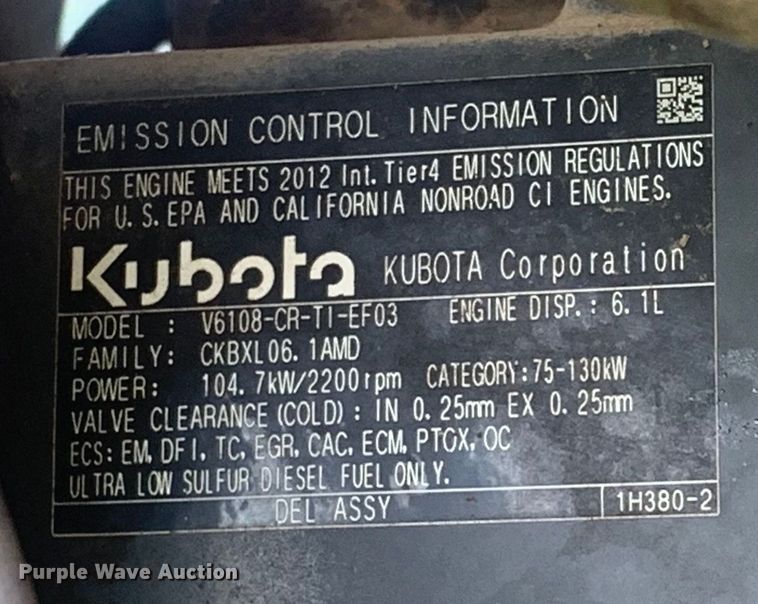 EMISSION CONTROL INFORMATION
THIS ENGINE MEETS 2012 Int. Tier4 EMISSION REGULATIONS
FOR U.S.EPA AND CALIFORNIA NONROAD CI ENGINES.
Kubota KUBOTA Corporation
MODEL : V6108-CR-TI-EF03 ENGINE DISP.: 6.1L
FAMILY: CKBXL06.1AMD
POWER: 104.7kW/2200rpm CATEGORY:75-130kW
VALVE CLEARANCE(COLD): IN 0.25mm EX 0.25mm
ECS: EM, DFI, TC, EGR, CAC, ECM, PTOX, OC
ULTRA LOW SULFUR DIESEL FUEL ONLY.
DEL ASSY 1H380-2
Purple Wave Auction